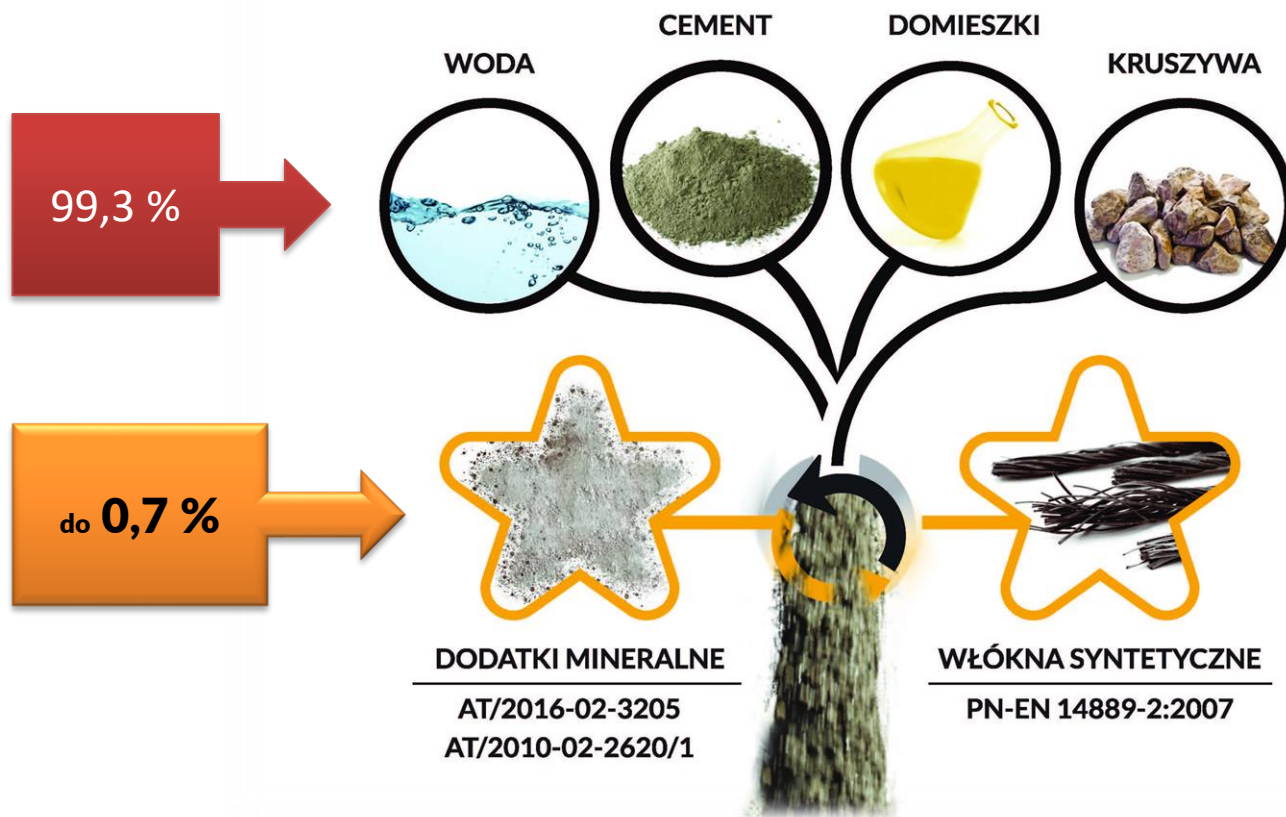 99,3 %
WODA
CEMENT
DOMIESZKI
KRUSZYWA
do 0,7 %
DODATKI MINERALNE
AT/2016-02-3205
AT/2010-02-2620/1
WŁÓKNA SYNTETYCZNE
PN-EN 14889-2:2007